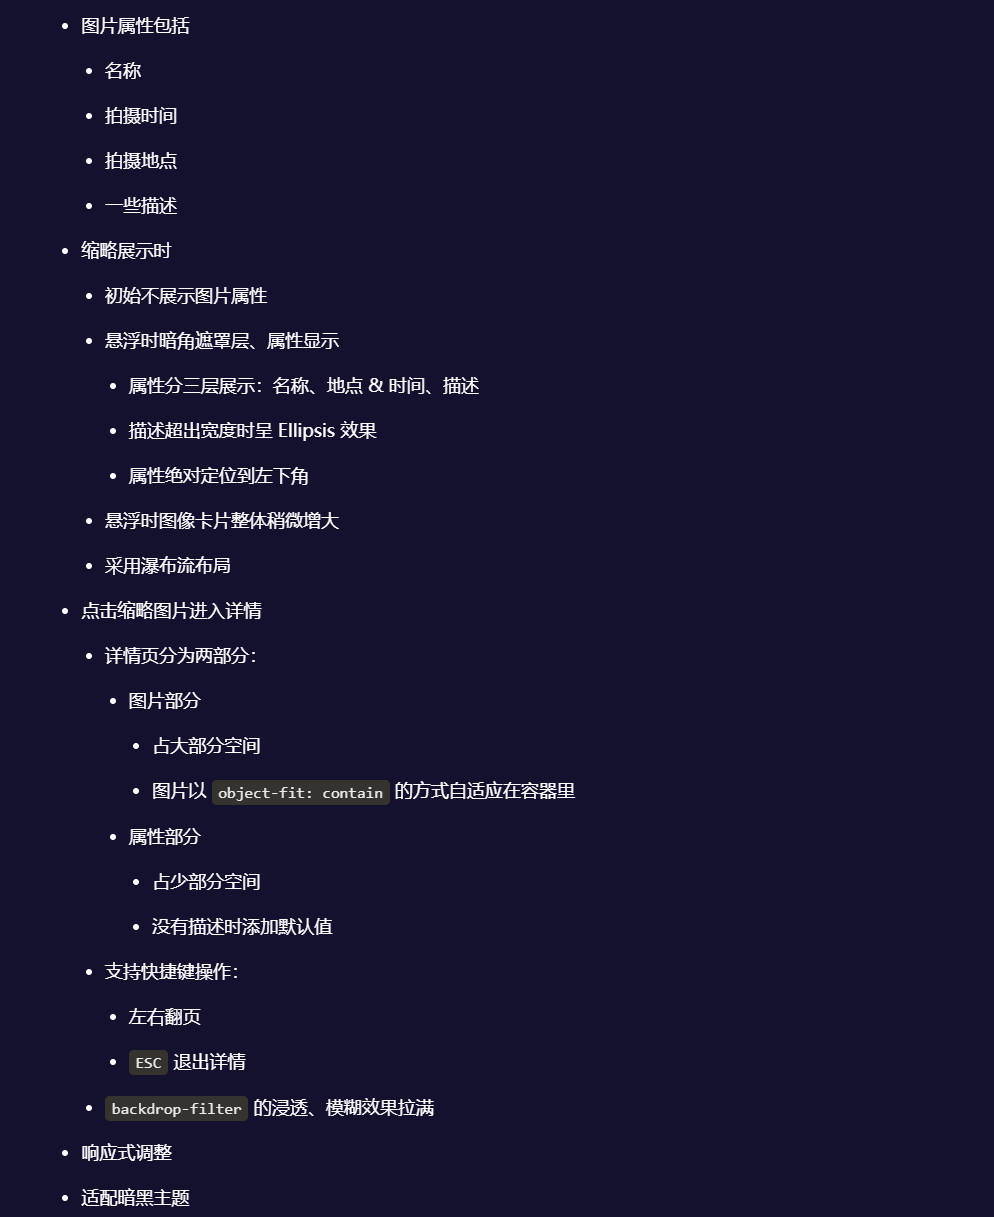 图片属性包括
名称
拍摄时间
拍摄地点
一些描述
缩略展示时
初始不展示图片属性
悬浮时暗角遮罩层、属性显示
属性分三层展示：名称、地点 & 时间、描述
描述超出宽度时呈 Ellipsis 效果
属性绝对定位到左下角
悬浮时图像卡片整体稍微增大
采用瀑布流布局
点击缩略图片进入详情
详情页分为两部分：
图片部分
占大部分空间
图片以 object-fit: contain 的方式自适应在容器里
属性部分
占少部分空间
没有描述时添加默认值
支持快捷键操作：
左右翻页
ESC 退出详情
backdrop-filter 的浸透、模糊效果拉满
响应式调整
适配暗黑主题